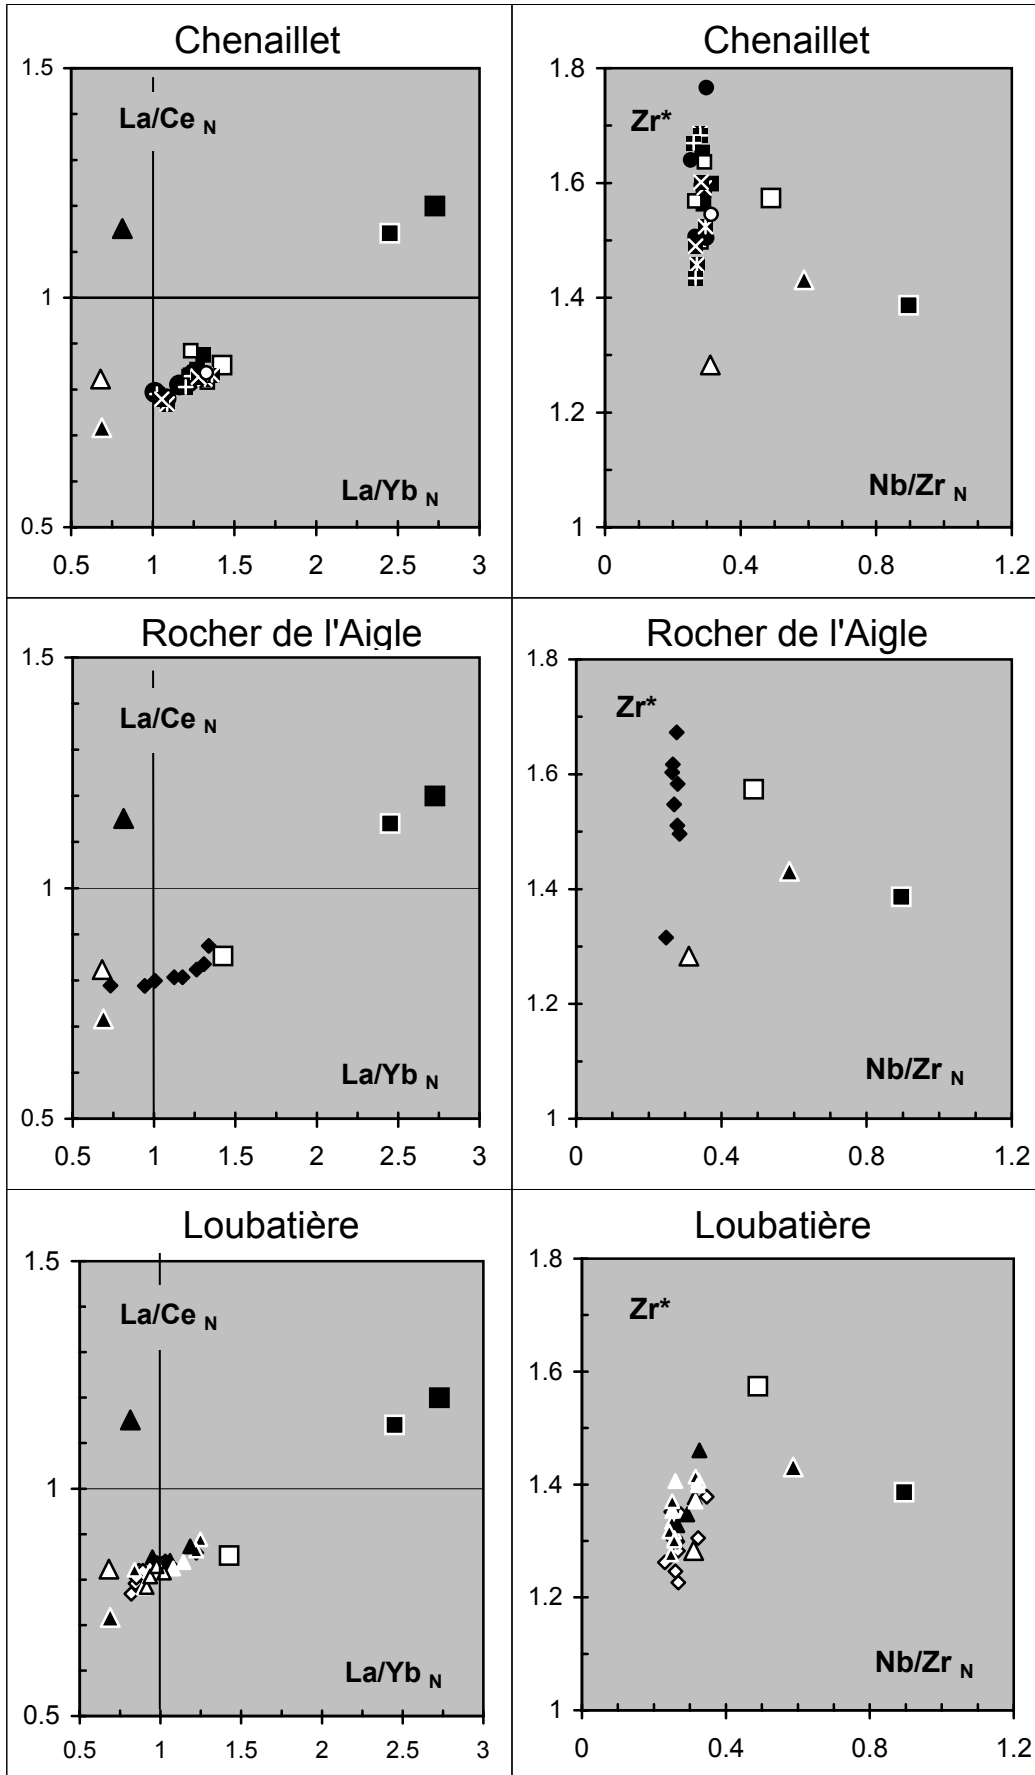 Chenaillet
1.5
La/Ce N
1
La/Yb N
0.5
0.5 1 1.5 2 2.5 3
Chenaillet
1.8
Zr*
1.6
1.4
1.2
Nb/Zr N
1
0 0.4 0.8 1.2
Rocher de l'Aigle
1.5
La/Ce N
1
La/Yb N
0.5
0.5 1 1.5 2 2.5 3
Rocher de l'Aigle
1.8
Zr*
1.6
1.4
1.2
Nb/Zr N
1
0 0.4 0.8 1.2
Loubatière
1.5
La/Ce N
1
La/Yb N
0.5
0.5 1 1.5 2 2.5 3
Loubatière
1.8
Zr*
1.6
1.4
1.2
Nb/Zr N
1
0 0.4 0.8 1.2